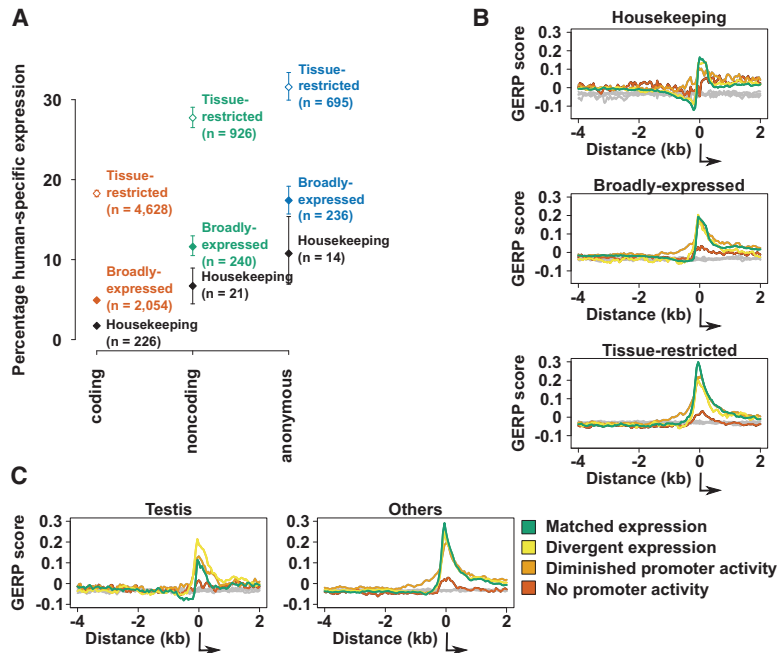 A
Percentage human-specific expression
30
20
10
0
Tissue-
restricted
(n = 4,628)
Broadly-
expressed
(n = 2,054)
Housekeeping
(n = 226)
Tissue-
restricted
(n = 926)
Broadly-
expressed
(n = 240)
Housekeeping
(n = 21)
Tissue-
restricted
(n = 695)
Broadly-
expressed
(n = 236)
Housekeeping
(n = 14)
coding
noncoding
anonymous
B
Housekeeping
GERP score
0.3
0.2
0.1
0
-0.1
-4 -2 0 2
Distance (kb)
Broadly-expressed
GERP score
0.3
0.2
0.1
0
-0.1
-4 -2 0 2
Distance (kb)
Tissue-restricted
GERP score
0.3
0.2
0.1
0
-0.1
-4 -2 0 2
Distance (kb)
C
Testis
GERP score
0.3
0.2
0.1
0
-0.1
-4 -2 0 2
Distance (kb)
Others
0.3
0.2
0.1
0
-0.1
-4 -2 0 2
Distance (kb)
Matched expression
Divergent expression
Diminished promoter activity
No promoter activity